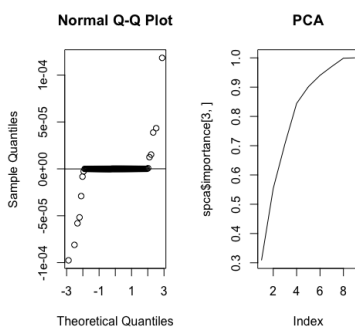 Normal Q-Q Plot
Sample Quantiles
1e-04
5e-05
0e+00
-5e-05
-1e-04
-3 -1 1 2 3
Theoretical Quantiles
PCA
spca$importance[3, ]
1.0
0.9
0.8
0.7
0.6
0.5
0.4
0.3
2 4 6 8
Index